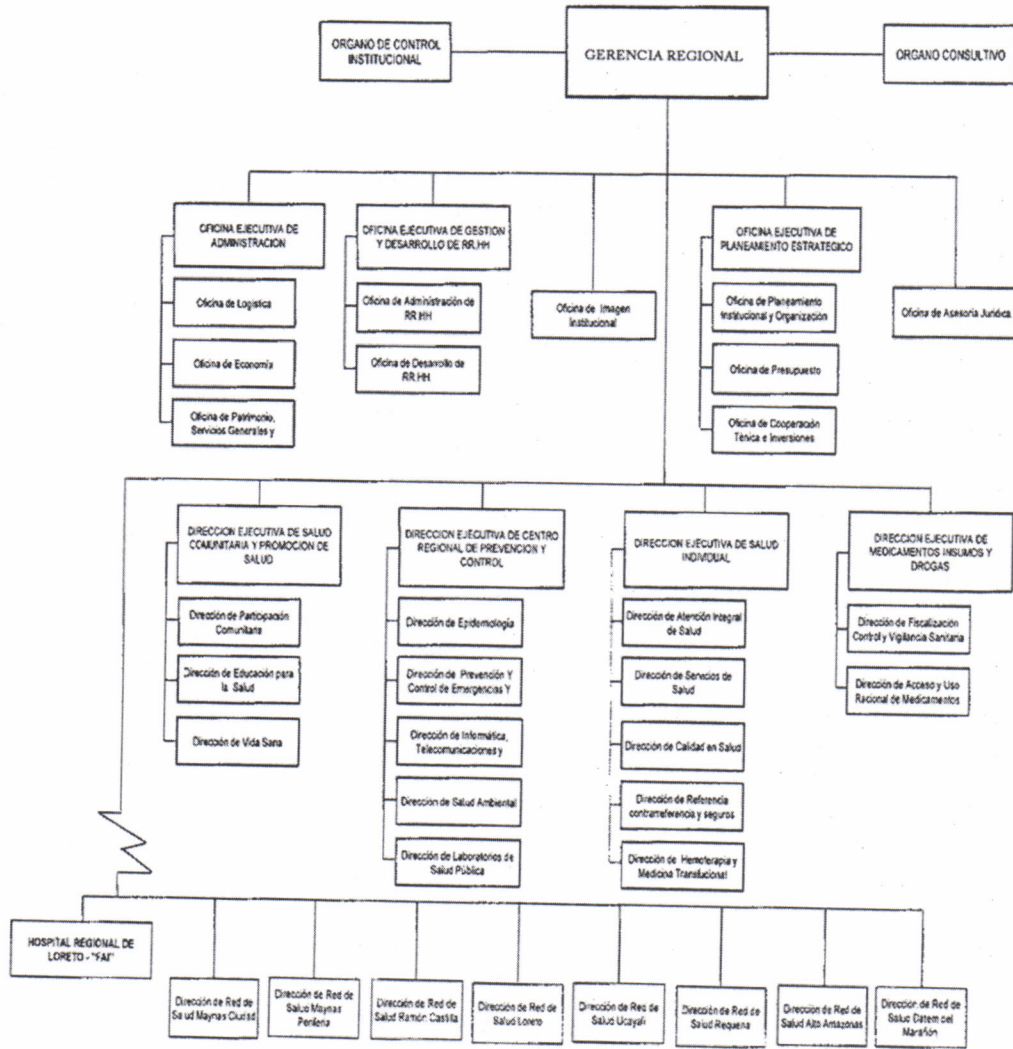 ORGANO DE CONTROL
INSTITUCIONAL
GERENCIA REGIONAL
ORGANO CONSULTIVO
OFICINA EJECUTIVA DE
ADMINISTRACION
Oficina de Logística
Oficina de Economía
Oficina de Patrimonio,
Servicios Generales y
OFICINA EJECUTIVA DE GESTION
Y DESARROLLO DE RR.HH
Oficina de Administración de
RR.HH
Oficina de Desarrollo de
RR.HH
Oficina de Imagen
Institucional
OFICINA EJECUTIVA DE
PLANEAMIENTO ESTRATEGICO
Oficina de Planeamiento
Institucional y Organización
Oficina de Presupuesto
Oficina de Cooperación
Ténica e Inversiones
Oficina de Asesoría Jurídica
DIRECCION EJECUTIVA DE SALUD
COMUNITARIA Y PROMOCION DE
SALUD
Dirección de Participación
Comunitaria
Dirección de Educación para
la Salud
Dirección de Vida Sana
DIRECCION EJECUTIVA DE CENTRO
REGIONAL DE PREVENCION Y
CONTROL
Dirección de Epidemología
Dirección de Prevención Y
Control de Emergencias Y
Dirección de Informática,
Telecomunicaciones y
Dirección de Salud Ambiental
Dirección de Laboratorios de
Salud Pública
DIRECCION EJECUTIVA DE SALUD
INDIVIDUAL
Dirección de Atención Integral
de Salud
Dirección de Servicios de
Salud
Dirección de Calidad en Salud
Dirección de Referencia
contrarreferencia y seguros
Dirección de Hemoterapia y
Medicina Transfucional
DIRECCION EJECUTIVA DE
MEDICAMENTOS INSUMOS Y
DROGAS
Dirección de Fiscalización
Control y Vigilancia Sanitaria
Dirección de Acceso y Uso
Racional de Medicamentos
HOSPITAL REGIONAL DE
LORETO -
Dirección de Red de
Salud Maynas Ciudad
Dirección de Red de
Salud Maynas
Periferia
Dirección de Red de
Salud Ramón Castilla
Dirección de Red de
Salud Loreto
Dirección de Red de
Salud Ucayali
Dirección de Red de
Salud Requena
Dirección de Red de
Salud Alto Amazonas
Dirección de Red de
Salud Datem del
Marañón